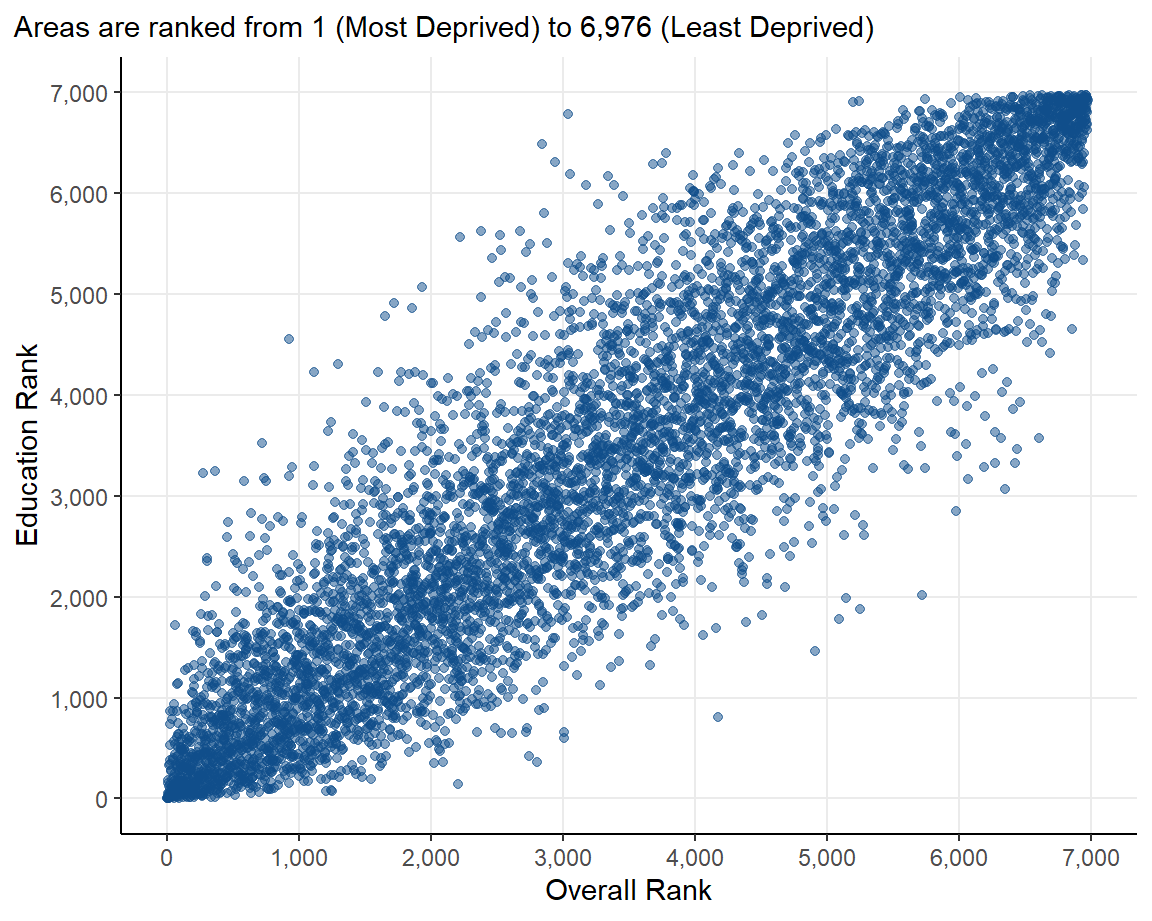 Areas are ranked from 1 (Most Deprived) to 6,976 (Least Deprived)
Education Rank
7,000
6,000
5,000
4,000
3,000
2,000
1,000
0
0 1,000 2,000 3,000 4,000 5,000 6,000 7,000
Overall Rank